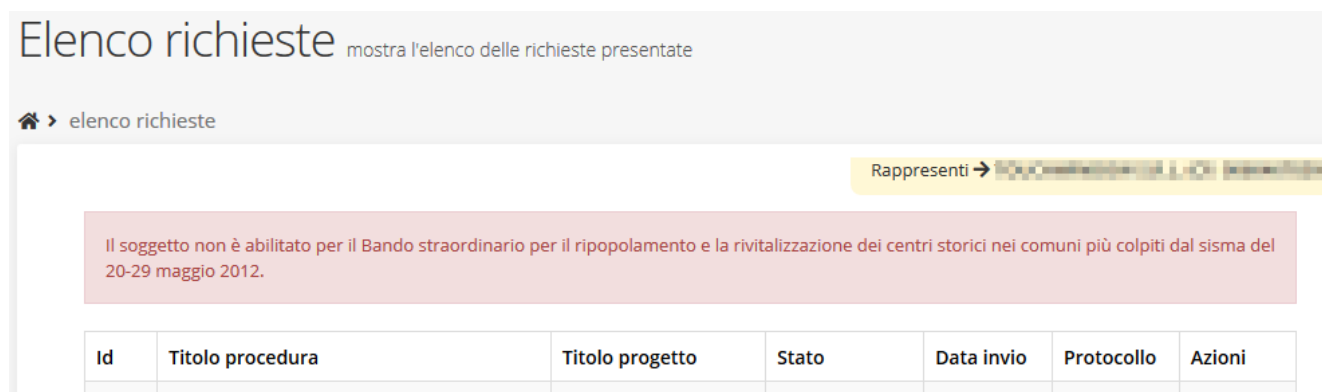 Elenco richieste mostra l'elenco delle richieste presentate
elenco richieste
Rappresenti
Il soggetto non è abilitato per il Bando straordinario per il ripopolamento e la rivitalizzazione dei centri storici nei comuni più colpiti dal sisma del
20-29 maggio 2012.
Id Titolo procedura Titolo progetto Stato Data invio Protocollo Azioni